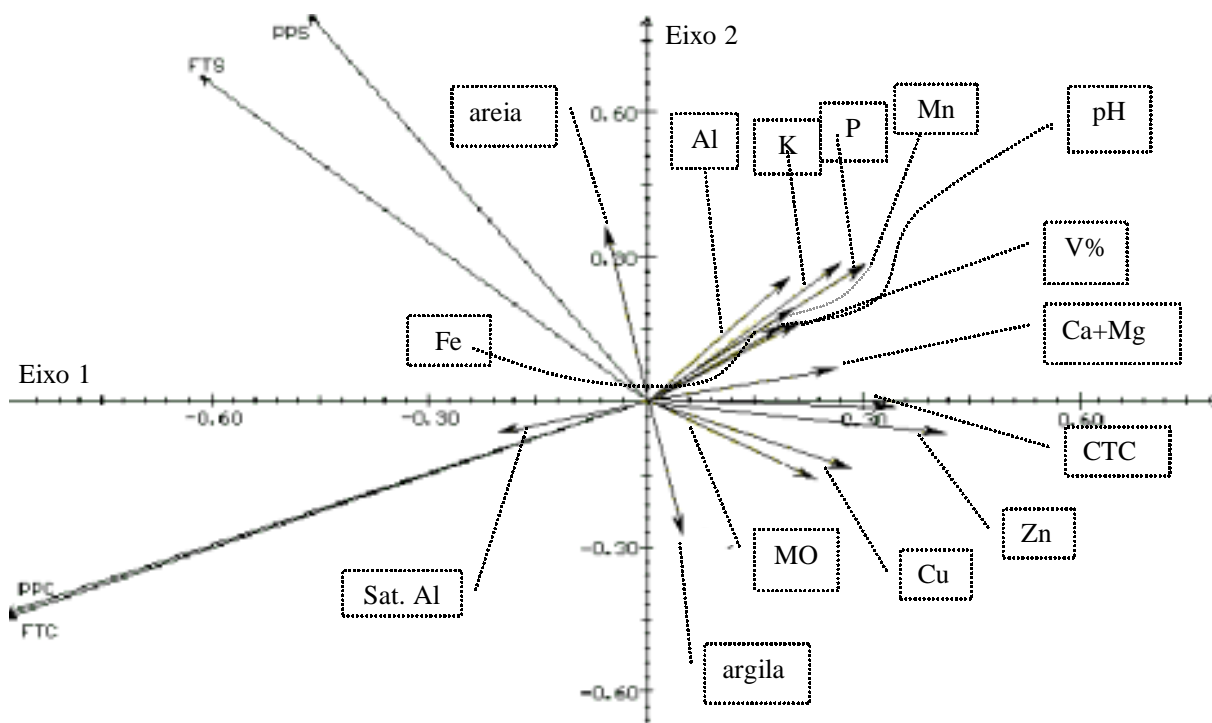 PPS
Eixo 2
FTS
areia
0.60
Mn
pH
Al
K
P
V%
0.30
Ca+Mg
Fe
Eixo 1
-0.60
-0.30
0.30
0.60
CTC
Zn
-0.30
MO
Cu
PPC
Sat. Al
FTC
argila
-0.60